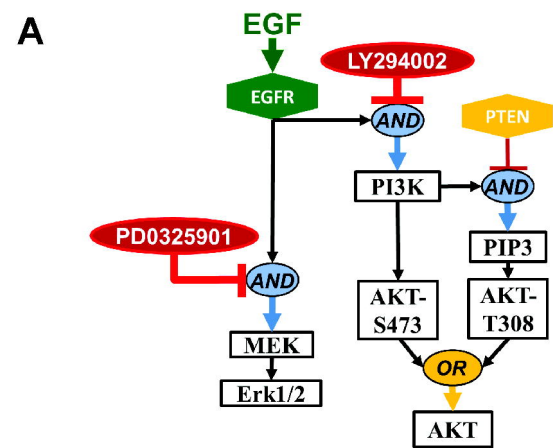 A
EGF
LY294002
EGFR
AND
PTEN
PI3K
AND
PD0325901
PIP3
AND
AKT-
S473
AKT-
T308
MEK
OR
Erk1/2
AKT